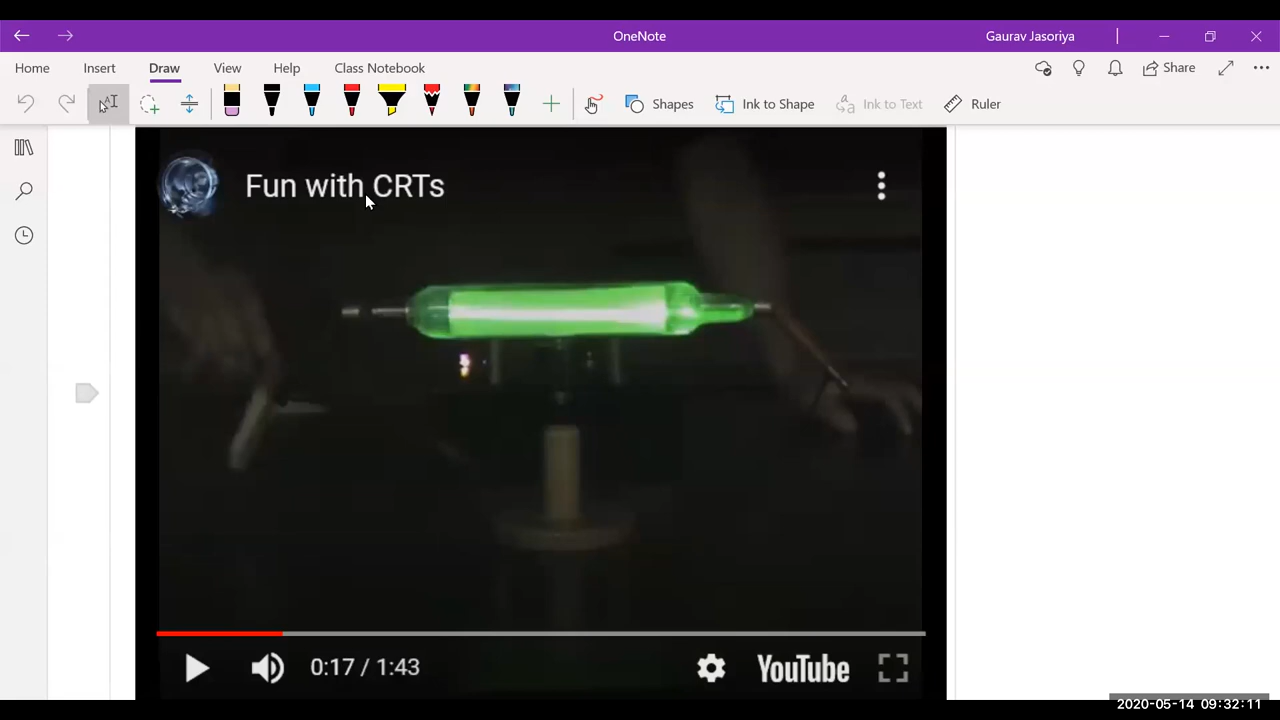 OneNote
Gaurav Jasoriya
Home
Insert
Draw
View
Help
Class Notebook
Share
Shapes
Ink to Shape
Ink to Text
Ruler
Fun with CRTs
0:17 / 1:43
YouTube
2020-05-14 09:32:11